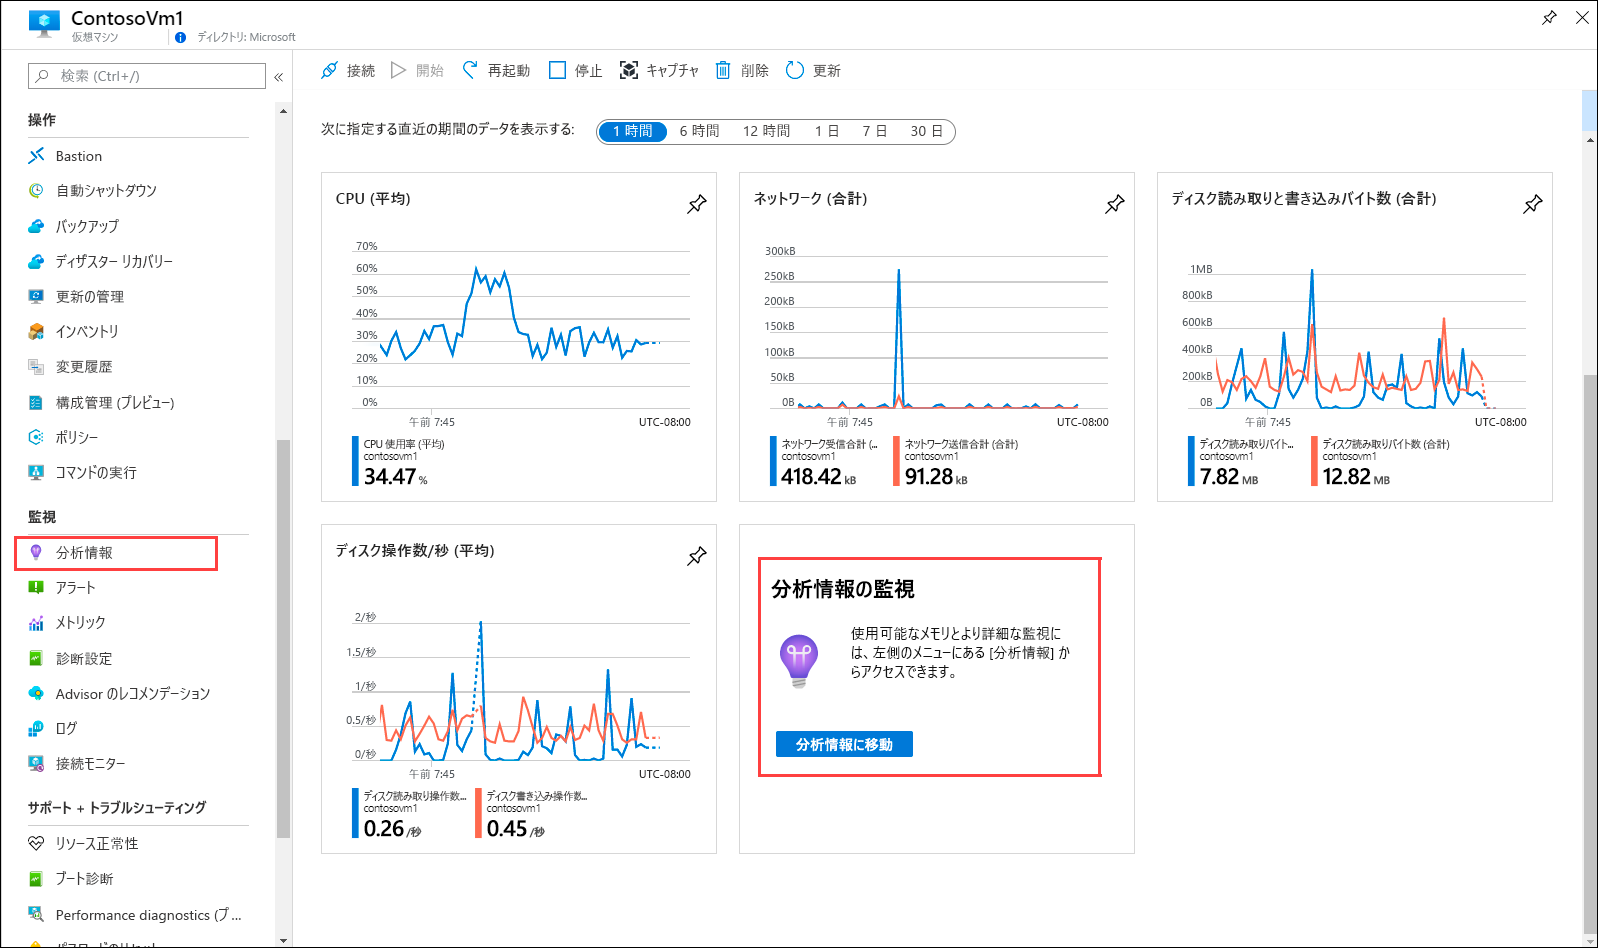 ContosoVm1
仮想マシン
ディレクトリ: Microsoft
検索 (Ctrl+/)
«
操作
Bastion
自動シャットダウン
バックアップ
ディザスター リカバリー
更新の管理
インベントリ
変更履歴
構成管理 (プレビュー)
ポリシー
コマンドの実行
監視
分析情報
アラート
メトリック
診断設定
Advisor のレコメンデーション
ログ
接続モニター
サポート + トラブルシューティング
リソース正常性
ブート診断
Performance diagnostics (プ ...
パスワードのリセット
接続 開始 再起動 停止 キャプチャ 削除 更新
次に指定する直近の期間のデータを表示する:
1 時間 6 時間 12 時間 1 日 7 日 30 日
CPU (平均)
70%
60%
50%
40%
30%
20%
10%
0%
午前 7:45
UTC-08:00
CPU 使用率 (平均)
contosovm1
34.47 %
ネットワーク (合計)
300kB
250kB
200kB
150kB
100kB
50kB
0B
午前 7:45
UTC-08:00
ネットワーク受信合計 (...
contosovm1
418.42 kB
ネットワーク送信合計 (合計)
contosovm1
91.28 kB
ディスク読み取りと書き込みバイト数 (合計)
1MB
800kB
600kB
400kB
200kB
0B
午前 7:45
UTC-08:00
ディスク読み取りバイト...
contosovm1
7.82 MB
ディスク読み取りバイト数 (合計)
contosovm1
12.82 MB
ディスク操作数/秒 (平均)
2/秒
1.5/秒
1/秒
0.5/秒
0/秒
午前 7:45
UTC-08:00
ディスク読み取り操作数...
contosovm1
0.26 /秒
ディスク書き込み操作数...
contosovm1
0.45 /秒
分析情報の監視
使用可能なメモリとより詳細な監視に
は、左側のメニューにある [分析情報] か
らアクセスできます。
分析情報に移動